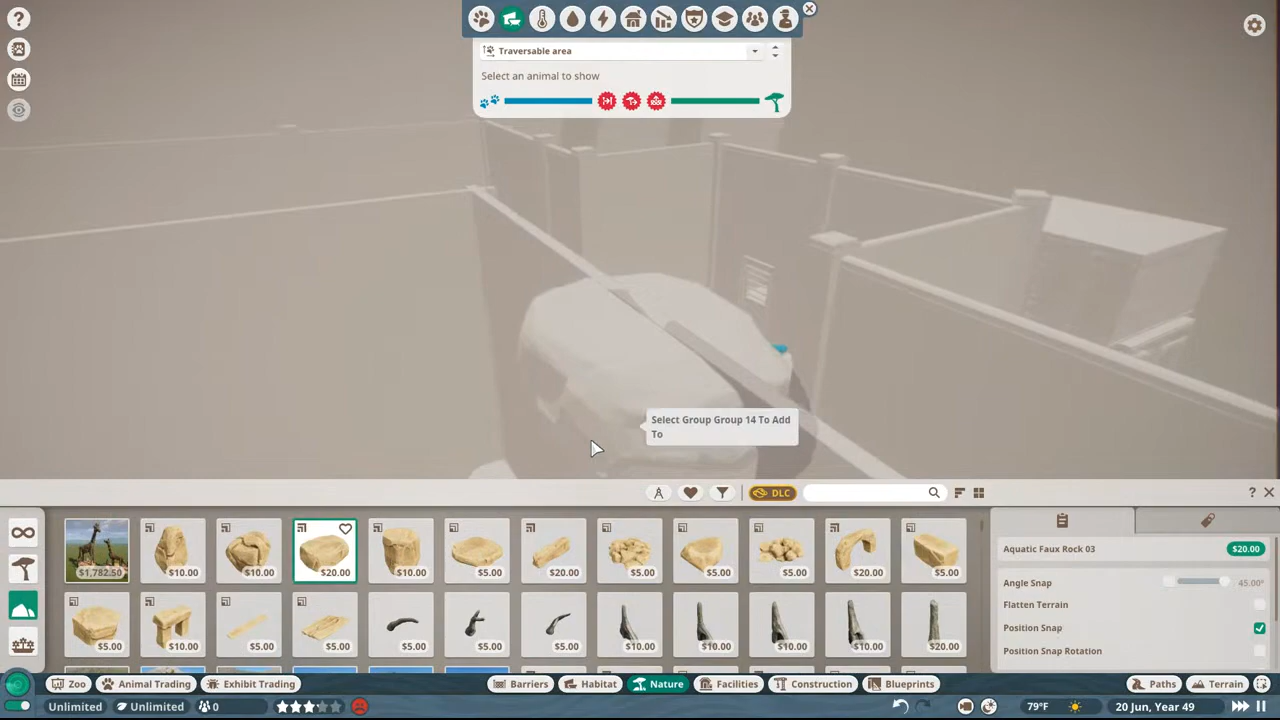 Traversable area
Select an animal to show
Select Group Group 14 To Add
To
DLC
?
$1,782.50
$10.00
$10.00
$20.00
$10.00
$5.00
$20.00
$5.00
$5.00
$5.00
$20.00
$5.00
$5.00
$10.00
$5.00
$5.00
$5.00
$5.00
$5.00
$10.00
$10.00
$10.00
$10.00
$20.00
Aquatic Faux Rock 03
$20.00
Angle Snap
45.00°
Flatten Terrain
Position Snap
Position Snap Rotation
Zoo
Animal Trading
Exhibit Trading
Barriers
Habitat
Nature
Facilities
Construction
Blueprints
Paths
Terrain
Unlimited
Unlimited
0
79°F
20 Jun, Year 49